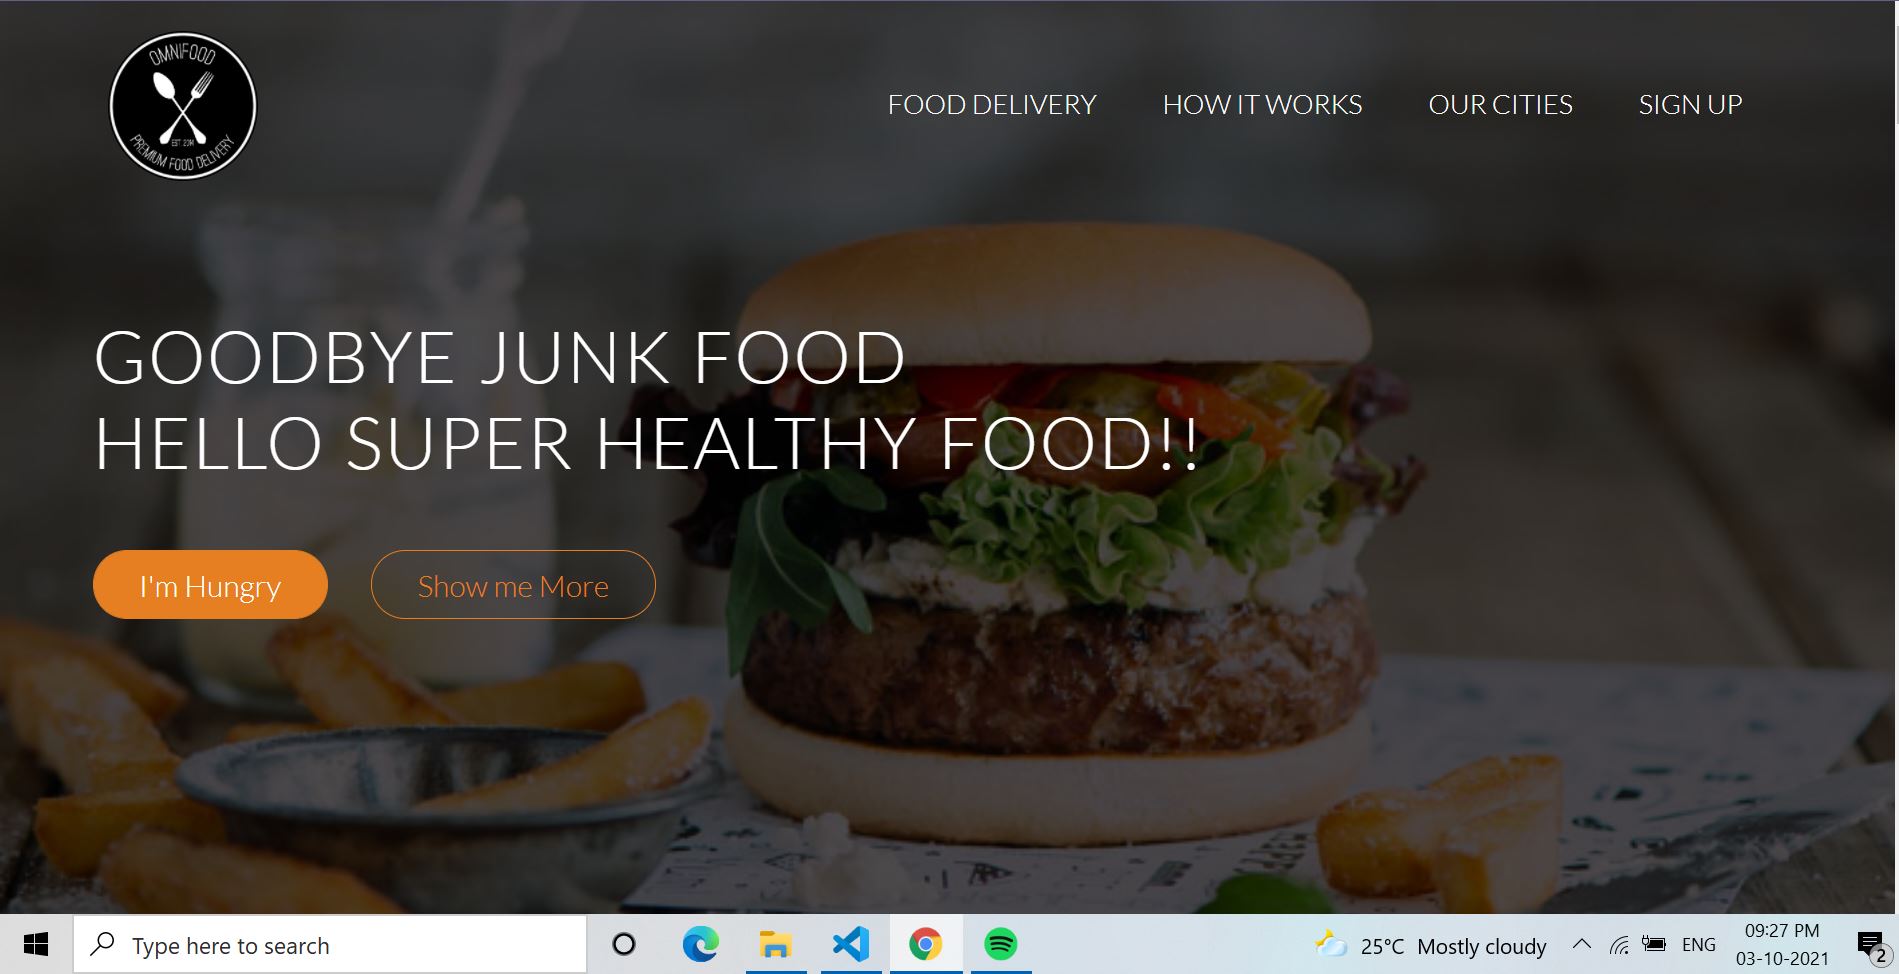 OMNIFOOD
EST. 2014
PREMIUM FOOD DELIVERY
FOOD DELIVERY HOW IT WORKS OUR CITIES SIGN UP
GOODBYE JUNK FOOD
HELLO SUPER HEALTHY FOOD!!
I'm Hungry Show me More
Type here to search
25°C Mostly cloudy
ENG
09:27 PM
03-10-2021
2